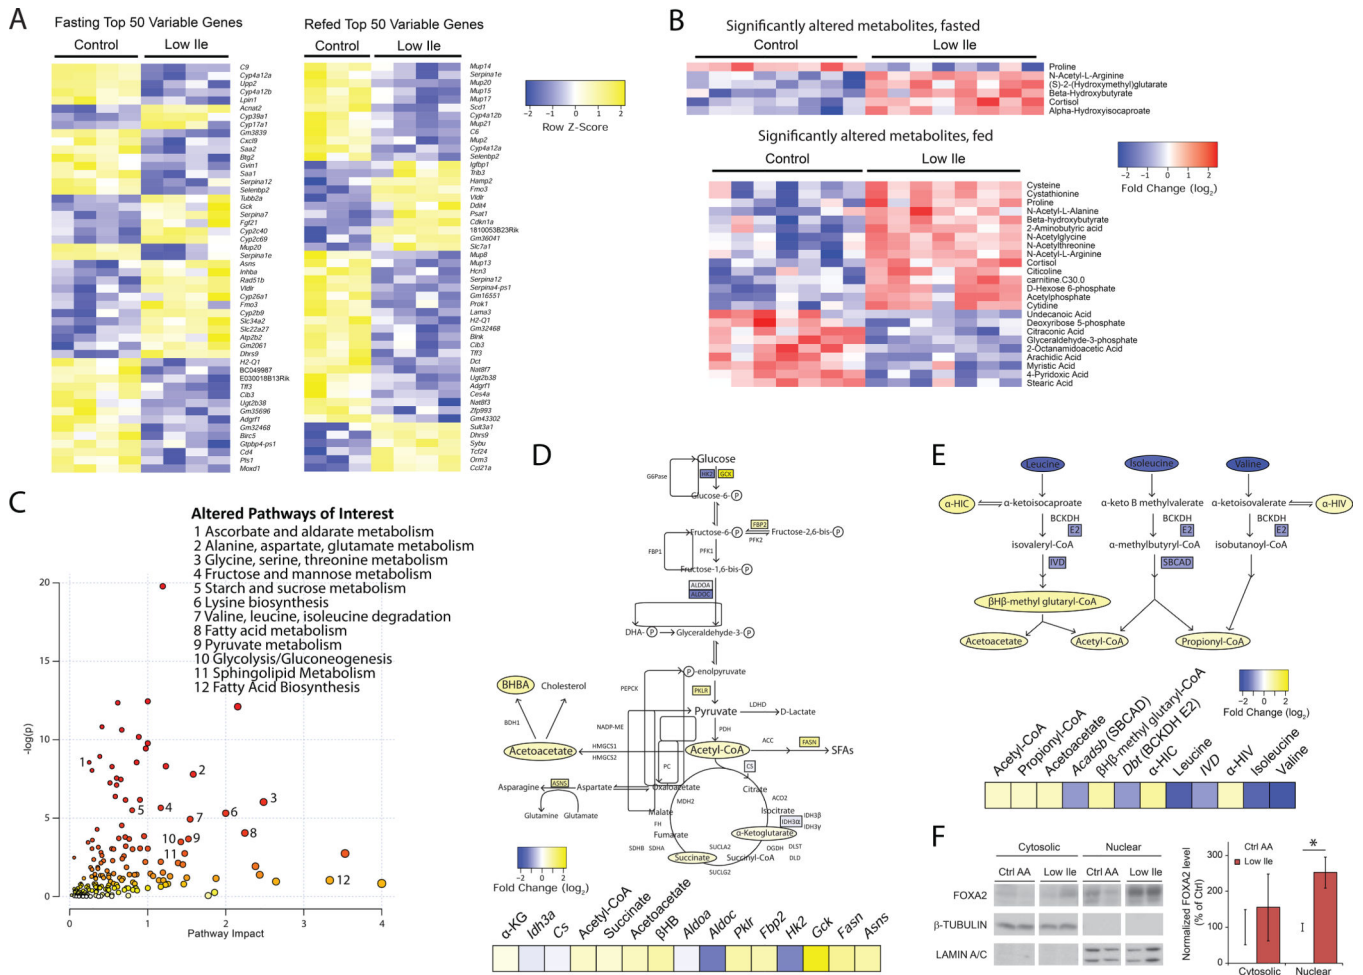 A
Fasting Top 50 Variable Genes
Control
Low Ile
C9
Cyp4a12a
Upp2
Cyp4a12b
Lpin1
Acnat2
Cyp39a1
Cyp17a1
Gm3839
Cxcl9
Saa2
Btg2
Gvin1
Saa1
Serpina12
Selenbp2
Tubb2a
Gck
Serpina7
Fgf21
Cyp2c40
Cyp2c69
Mup20
Serpina1e
Asns
Inhba
Rad51b
Vldlr
Cyp26a1
Fmo3
Cyp2b9
Slc34a2
Slc22a27
Atp2b2
Gm2061
Dhrs9
H2-Q1
BC049987
E030018B13Rik
Tff3
Cib3
Ugt2b38
Gm35696
Adgrf1
Gm32468
Birc5
Gtpbp4-ps1
Cd4
Pls1
Moxd1
Refed Top 50 Variable Genes
Control
Low Ile
Mup14
Serpina1e
Mup20
Mup15
Mup17
Scd1
Cyp4a12b
Mup21
C6
Mup2
Cyp4a12a
Selenbp2
Igfbp1
Trib3
Hamp2
Fmo3
Vldlr
Ddit4
Psat1
Cdkn1a
1810053B23Rik
Gm36041
Slc7a1
Mup8
Mup13
Hcn3
Serpina12
Serpina4-ps1
Gm16551
Prok1
Lama3
H2-Q1
Gm32468
Blnk
Cib3
Tff3
Dct
Nat8f7
Ugt2b38
Adgrf1
Ces4a
Nat8f3
Zfp993
Gm43302
Sult3a1
Dhrs9
Sybu
Tcf24
Orm3
Ccl21a
−2 −1 0 1 2
Row Z-Score
B
Significantly altered metabolites, fasted
Control
Low Ile
Proline
N-Acetyl-L-Arginine
(S)-2-(Hydroxymethyl)glutarate
Beta-Hydroxybutyrate
Cortisol
Alpha-Hydroxyisocaproate
Significantly altered metabolites, fed
Control
Low Ile
Cysteine
Cystathionine
Proline
N-Acetyl-L-Alanine
Beta-hydroxybutyrate
2-Aminobutyric acid
N-Acetylglycine
N-Acetylthreonine
N-Acetyl-L-Arginine
Cortisol
Citicoline
carnitine.C30.0
D-Hexose 6-phosphate
Acetylphosphate
Cytidine
Undecanoic Acid
Deoxyribose 5-phosphate
Citraconic Acid
Glyceraldehyde-3-phosphate
2-Octanamidoacetic Acid
Arachidic Acid
Myristic Acid
4-Pyridoxic Acid
Stearic Acid
−2 −1 0 1 2
Fold Change (log2)
C
Altered Pathways of Interest
1 Ascorbate and aldarate metabolism
2 Alanine, aspartate, glutamate metabolism
3 Glycine, serine, threonine metabolism
4 Fructose and mannose metabolism
5 Starch and sucrose metabolism
6 Lysine biosynthesis
7 Valine, leucine, isoleucine degradation
8 Fatty acid metabolism
9 Pyruvate metabolism
10 Glycolysis/Gluconeogenesis
11 Sphingolipid Metabolism
12 Fatty Acid Biosynthesis
20
15
10
5
0
-log(p)
1
2
3
4
5
6
7
8
9
10
11
12
0 1 2 3 4
Pathway Impact
D
Glucose
G6Pase
HK2
GCK
Glucose-6- P
Fructose-6- P
FBP2
PFK2
Fructose-2,6-bis- P
FBP1
PFK1
Fructose-1,6-bis- P
ALDOA
ALDOC
DHA- P
Glyceraldehyde-3- P
P -enolpyruvate
PEPCK
PKLR
BHBA
Cholesterol
Pyruvate
LDHD
D-Lactate
BDH1
NADP-ME
PDH
Acetoacetate
HMGCS1
HMGCS2
Acetyl-CoA
ACC
FASN
SFAs
PC
CS
Asparagine
ASNS
Aspartate
Oxaloacetate
Citrate
Glutamine
Glutamate
MDH2
ACO2
Malate
Isocitrate
FH
IDH3α
IDH3β
IDH3γ
Fumarate
α-Ketoglutarate
SDHB SDHA
SUCLA2
OGDH
DLST
Succinate
Succinyl-CoA
DLD
SUCLG2
−2 −1 0 1 2
Fold Change (log2)
α-KG
Idh3a
Cs
Acetyl-CoA
Succinate
Acetoacetate
βHB
Aldoa
Aldoc
Pklr
Fbp2
Hk2
Gck
Fasn
Asns
E
Leucine
Isoleucine
Valine
α-HIC
α-ketoisocaproate
α-keto B methylvalerate
α-ketoisovalerate
α-HIV
BCKDH
E2
BCKDH
E2
BCKDH
E2
isovaleryl-CoA
α-methylbutyryl-CoA
isobutanoyl-CoA
IVD
SBCAD
βHβ-methyl glutaryl-CoA
Acetoacetate
Acetyl-CoA
Propionyl-CoA
−2 −1 0 1 2
Fold Change (log2)
Acetyl-CoA
Propionyl-CoA
Acetoacetate
Acadsb (SBCAD)
βHβ-methyl glutaryl-CoA
Dbt (BCKDH E2)
α-HIC
Leucine
IVD
α-HIV
Isoleucine
Valine
F
Cytosolic
Nuclear
Ctrl AA
Low Ile
Ctrl AA
Low Ile
FOXA2
β-TUBULIN
LAMIN A/C
Normalized FOXA2 level
(% of Ctrl)
300
200
100
0
Ctrl AA
Low Ile
*
Cytosolic
Nuclear